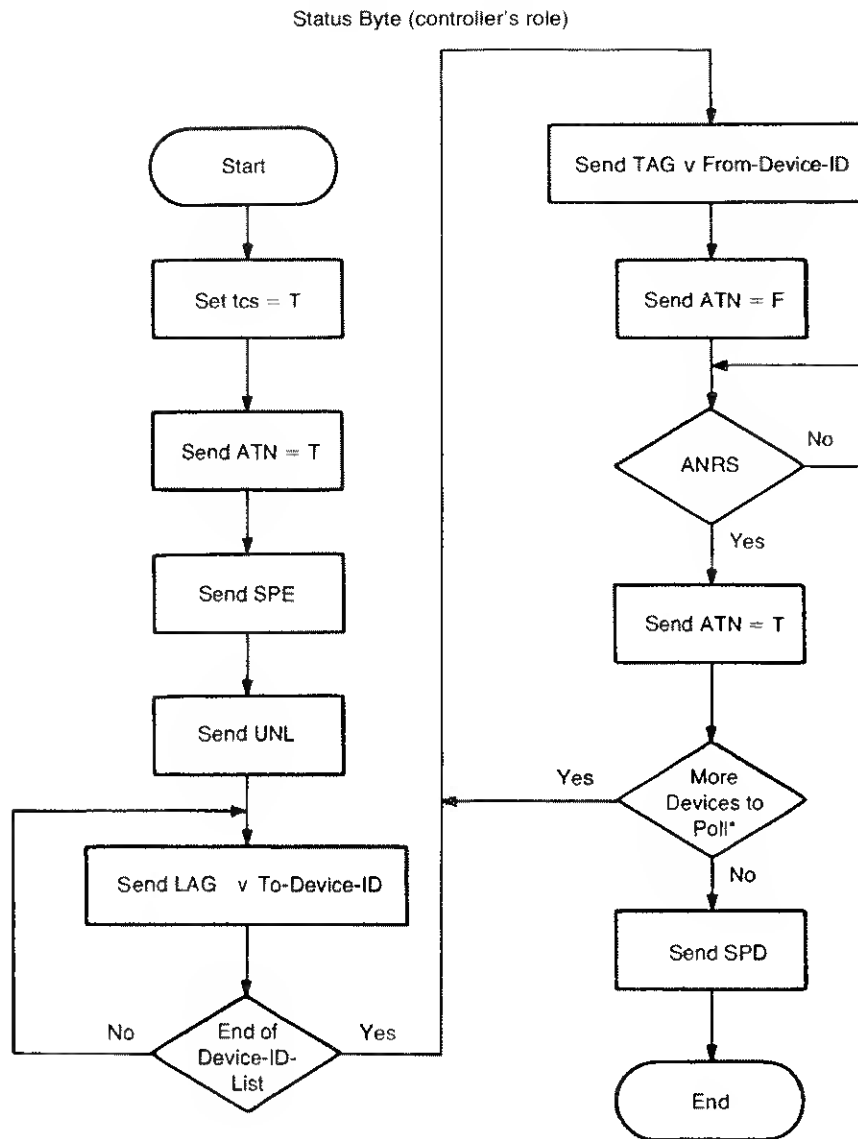 Status Byte (controller's role)
Start
Set tcs = T
Send ATN = T
Send SPE
Send UNL
Send LAG v To-Device-ID
No
End of
Device-ID-
List
Yes
Send TAG v From-Device-ID
Send ATN = F
ANRS
No
Yes
Send ATN = T
Yes
More
Devices to
Poll*
No
Send SPD
End